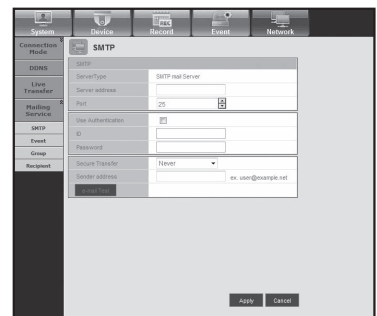 System Device Record Event Network
Connection Mode
DDNS
Live Transfer
Mailing Service
SMTP
Event
Group
Recipient
SMTP
SMTP
ServerType SMTP mail Server
Server address
Port 25
Use Authentication
ID
Password
Secure Transfer Never
Sender address ex: user@example.net
Apply Cancel